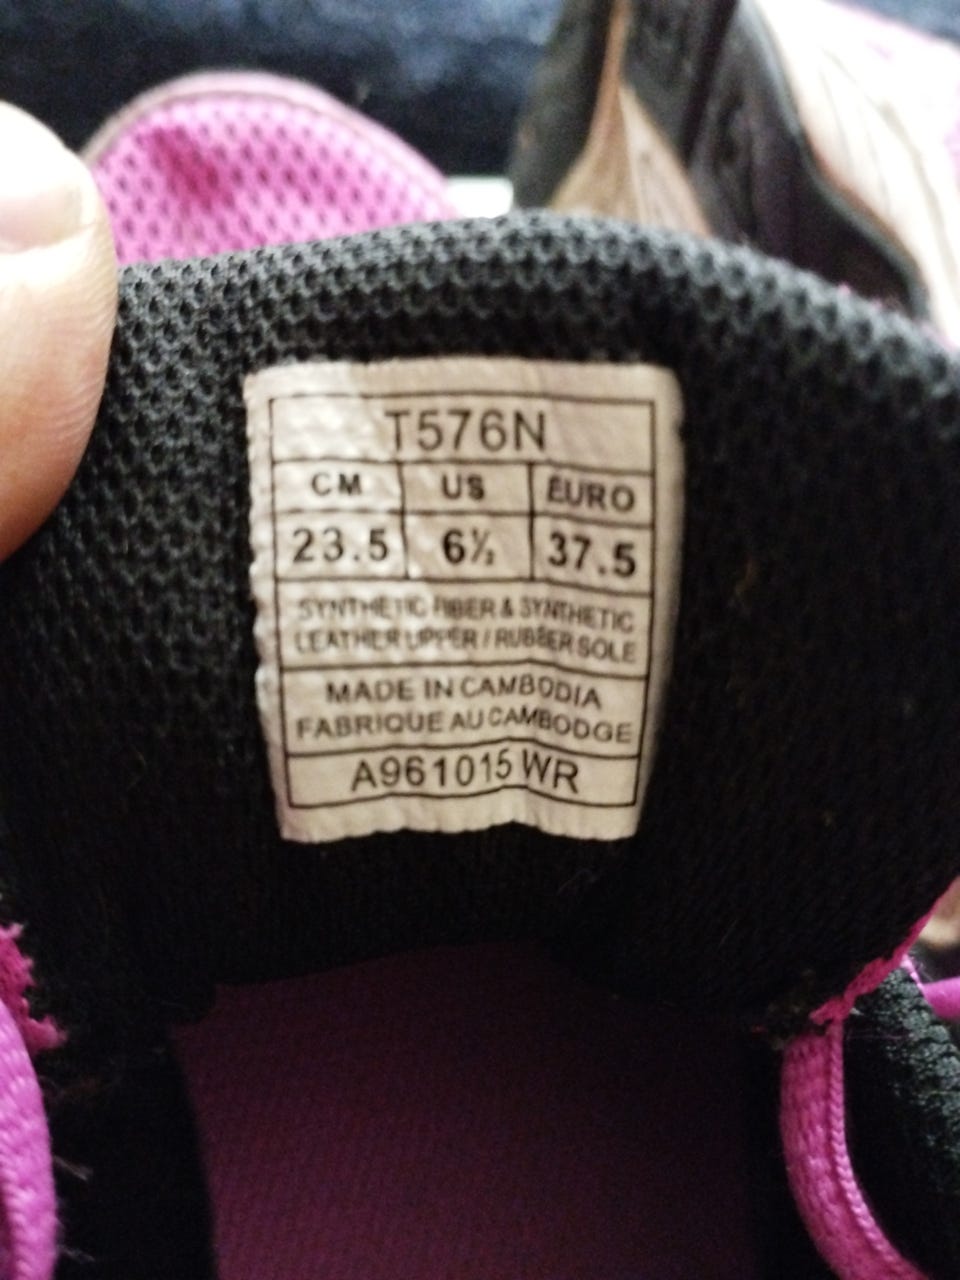 T576N
CM US EURO
23.5 6½ 37.5
SYNTHETIC FIBER & SYNTHETIC
LEATHER UPPER / RUBBER SOLE
MADE IN CAMBODIA
FABRIQUE AU CAMBODGE
A961015 WR